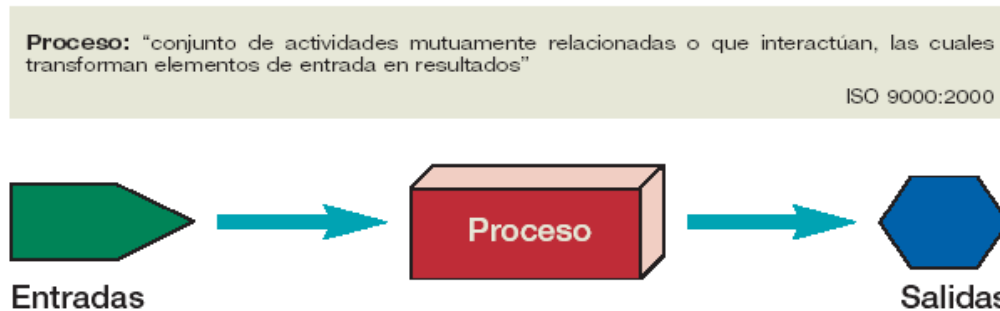 Proceso: “conjunto de actividades mutuamente relacionadas o que interactúan, las cuales
transforman elementos de entrada en resultados”
ISO 9000:2000
Proceso
Entradas
Salidas